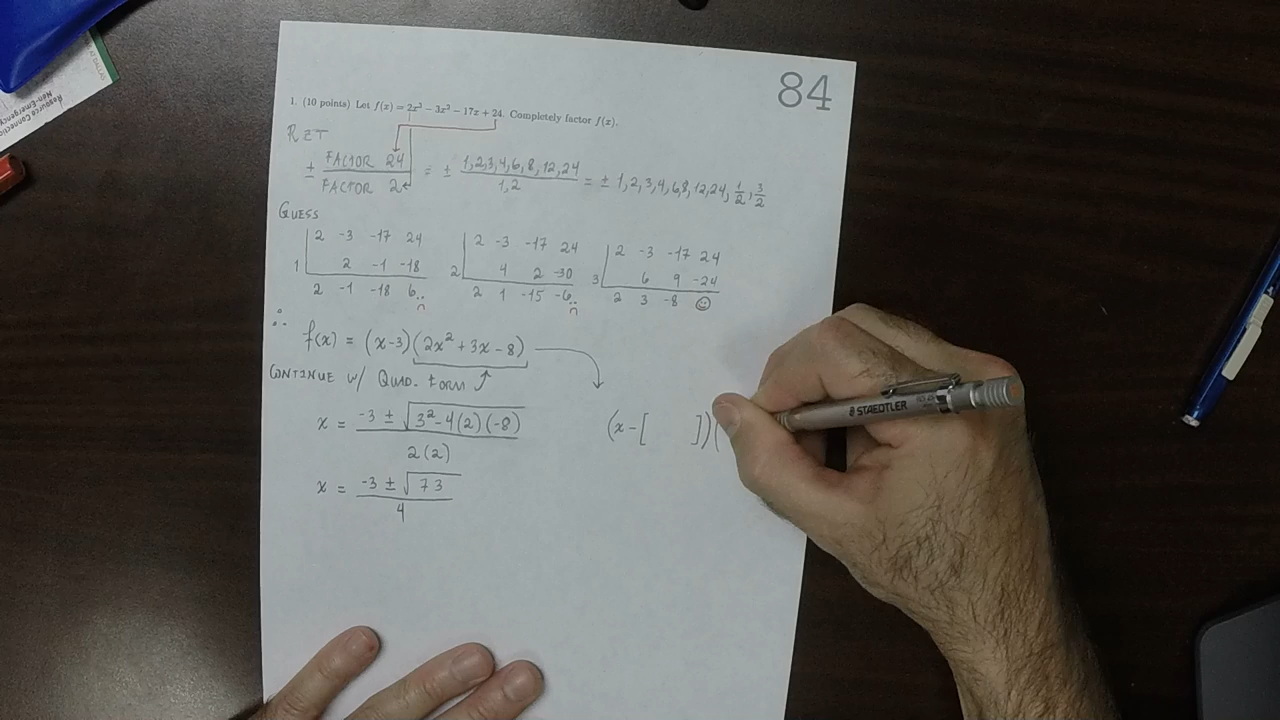 84
1. (10 points) Let f(x) = 2x³ − 3x² − 17x + 24. Completely factor f(x).
RZT
± FACTOR 24 / FACTOR 2 = ± 1,2,3,4,6,8,12,24 / 1,2 = ± 1,2,3,4,6,8,12,24, 1/2, 3/2
GUESS
2 -3 -17 24 2 -3 -17 24 2 -3 -17 24
1 2 -1 -18 2 4 2 -30 3 6 9 -24
2 -1 -18 6 2 1 -15 -6 2 3 -8 ☺
∴ f(x) = (x-3)(2x² + 3x - 8)
CONTINUE W/ QUAD. FORM
x = -3 ± √(3² - 4(2)(-8)) / 2(2)
(x - [ ])(
x = -3 ± √73 / 4
STAEDTLER
Resource Connection
Non-Emergency